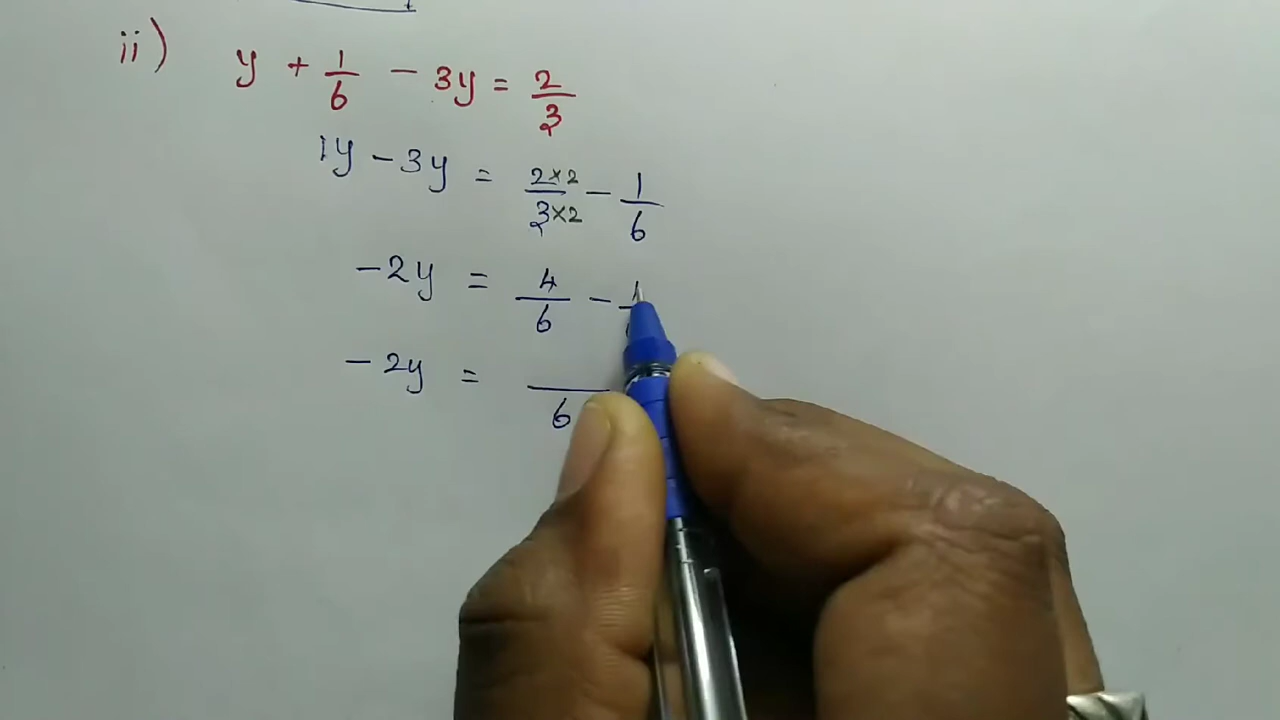 ii) y + 1/6 - 3y = 2/3
1y - 3y = 2×2/3×2 - 1/6
-2y = 4/6 - 1/
-2y = /6